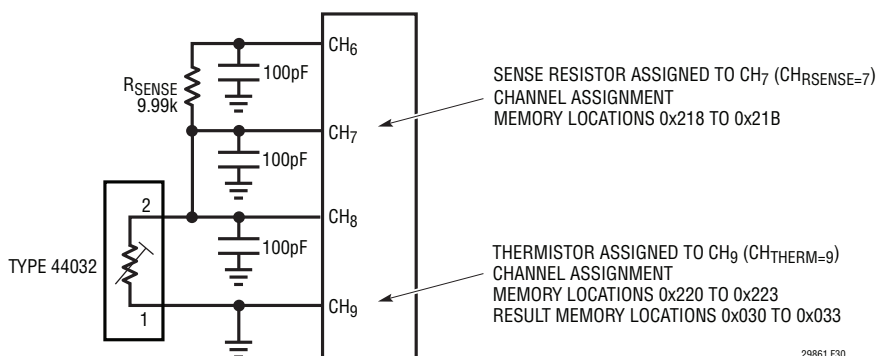 CH6
100pF
RSENSE
9.99k
SENSE RESISTOR ASSIGNED TO CH7 (CHRSENSE=7)
CHANNEL ASSIGNMENT
MEMORY LOCATIONS 0x218 TO 0x21B
CH7
100pF
2
CH8
100pF
TYPE 44032
THERMISTOR ASSIGNED TO CH9 (CHTHERM=9)
CHANNEL ASSIGNMENT
MEMORY LOCATIONS 0x220 TO 0x223
RESULT MEMORY LOCATIONS 0x030 TO 0x033
1
CH9
29861 F30